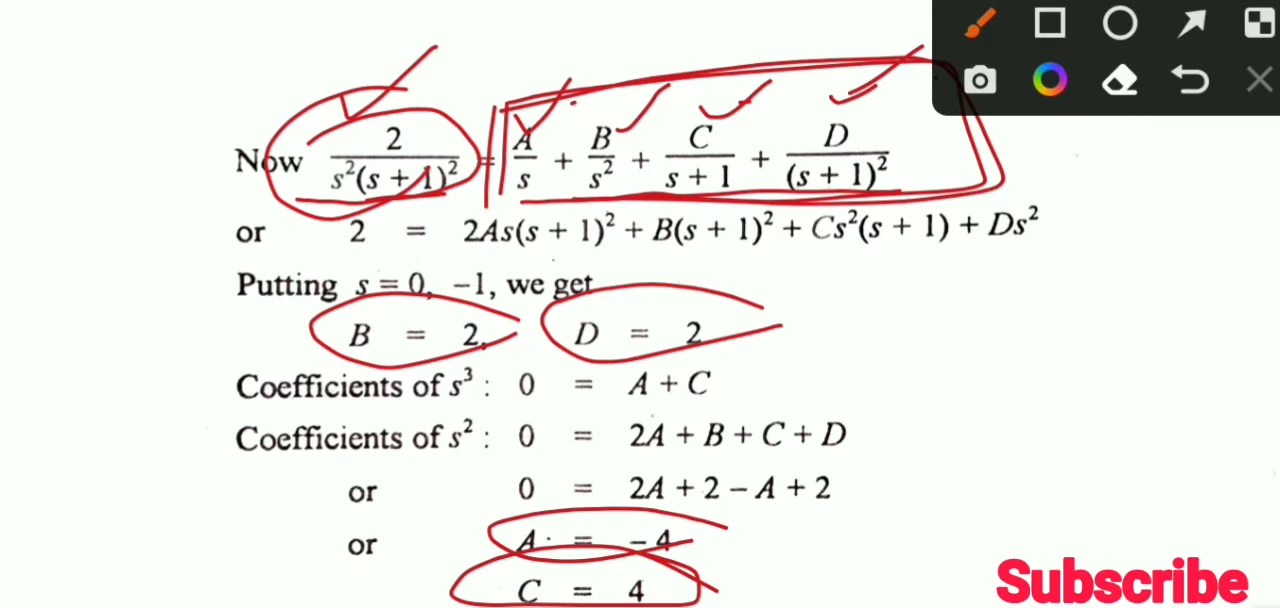 Now 2/(s²(s + 1)²) = A/s + B/s² + C/(s + 1) + D/(s + 1)²
or 2 = 2As(s + 1)² + B(s + 1)² + Cs²(s + 1) + Ds²
Putting s = 0, −1, we get
B = 2, D = 2
Coefficients of s³ : 0 = A + C
Coefficients of s² : 0 = 2A + B + C + D
or 0 = 2A + 2 − A + 2
or A = − 4
C = 4
Subscribe